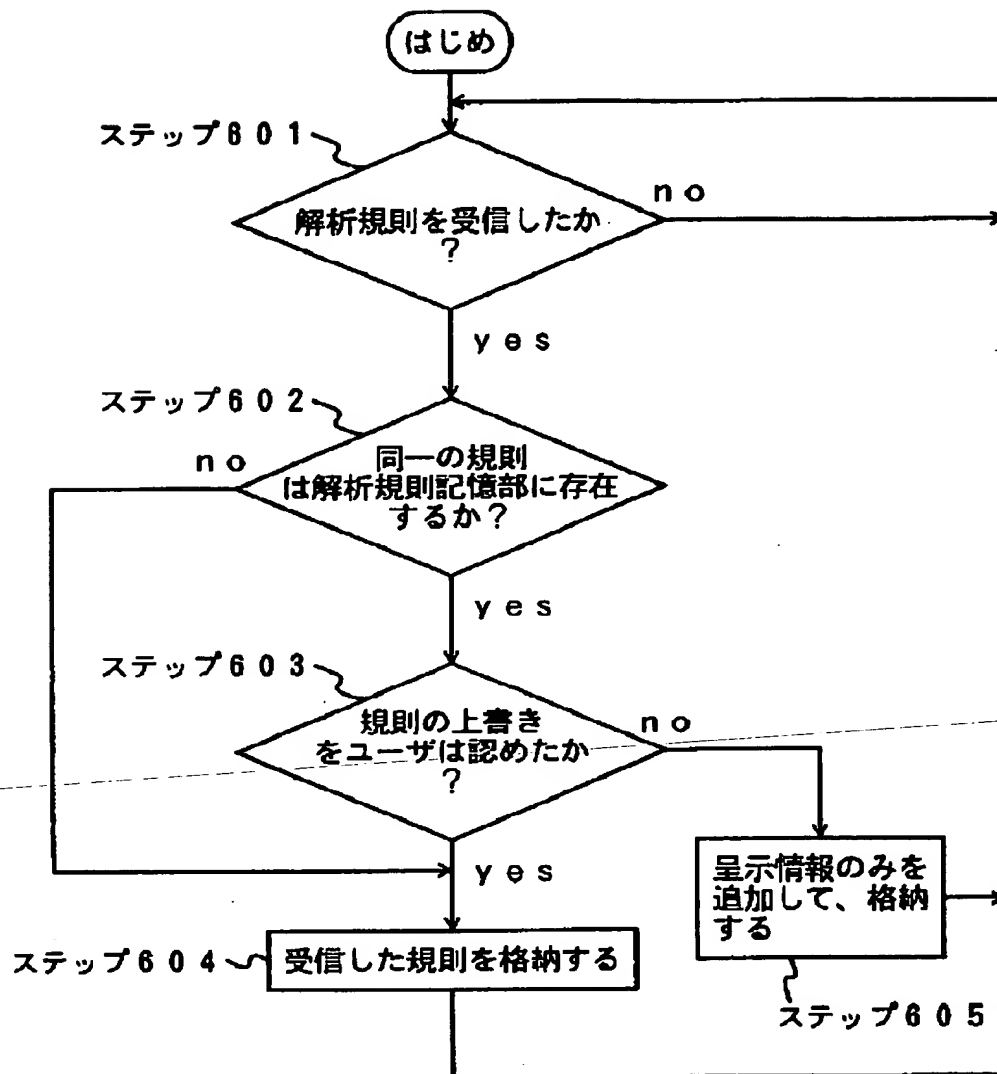 はじめ
ステップ601
解析規則を受信したか
?
no
yes
ステップ602
no
同一の規則
は解析規則記憶部に存在
するか?
yes
ステップ603
規則の上書き
をユーザは認めたか
?
no
yes
呈示情報のみを
追加して、格納
する
ステップ604
受信した規則を格納する
ステップ605